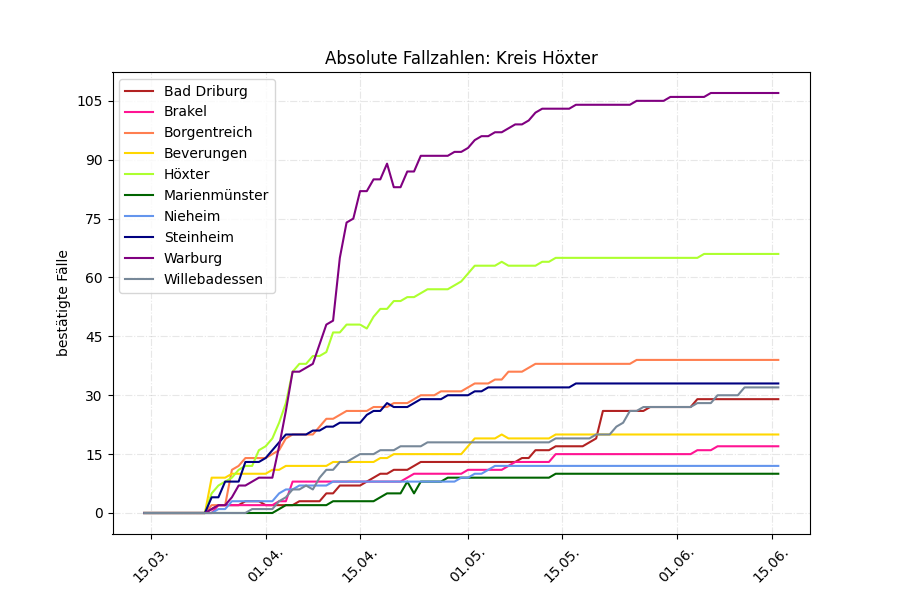 Absolute Fallzahlen: Kreis Höxter
Bad Driburg
Brakel
Borgentreich
Beverungen
Höxter
Marienmünster
Nieheim
Steinheim
Warburg
Willebadessen
bestätigte Fälle
105
90
75
60
45
30
15
0
15.03.
01.04.
15.04.
01.05.
15.05.
01.06.
15.06.